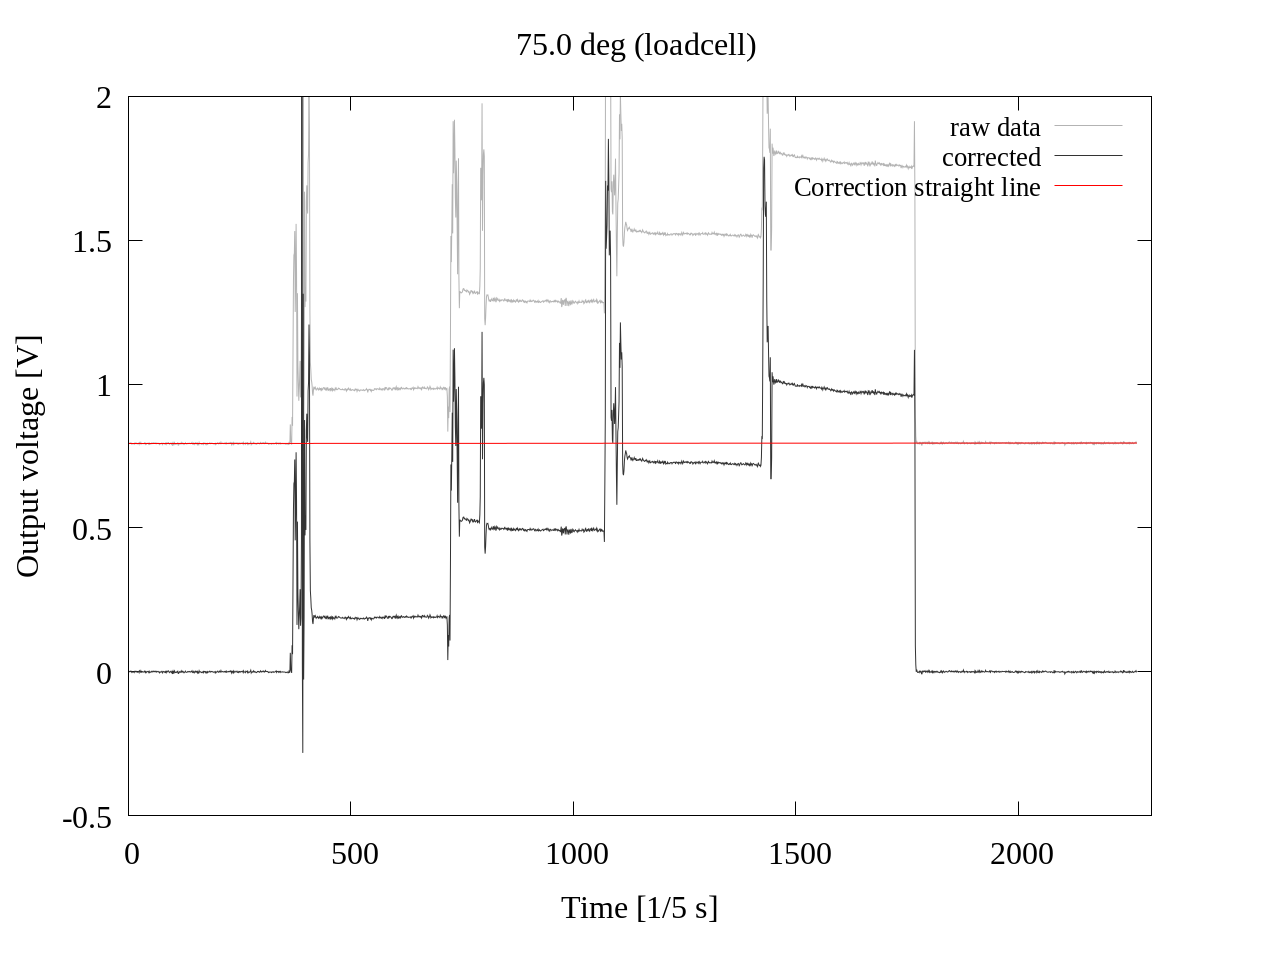 75.0 deg (loadcell)
2
1.5
1
0.5
0
-0.5
raw data
corrected
Correction straight line
Output voltage [V]
0 500 1000 1500 2000
Time [1/5 s]